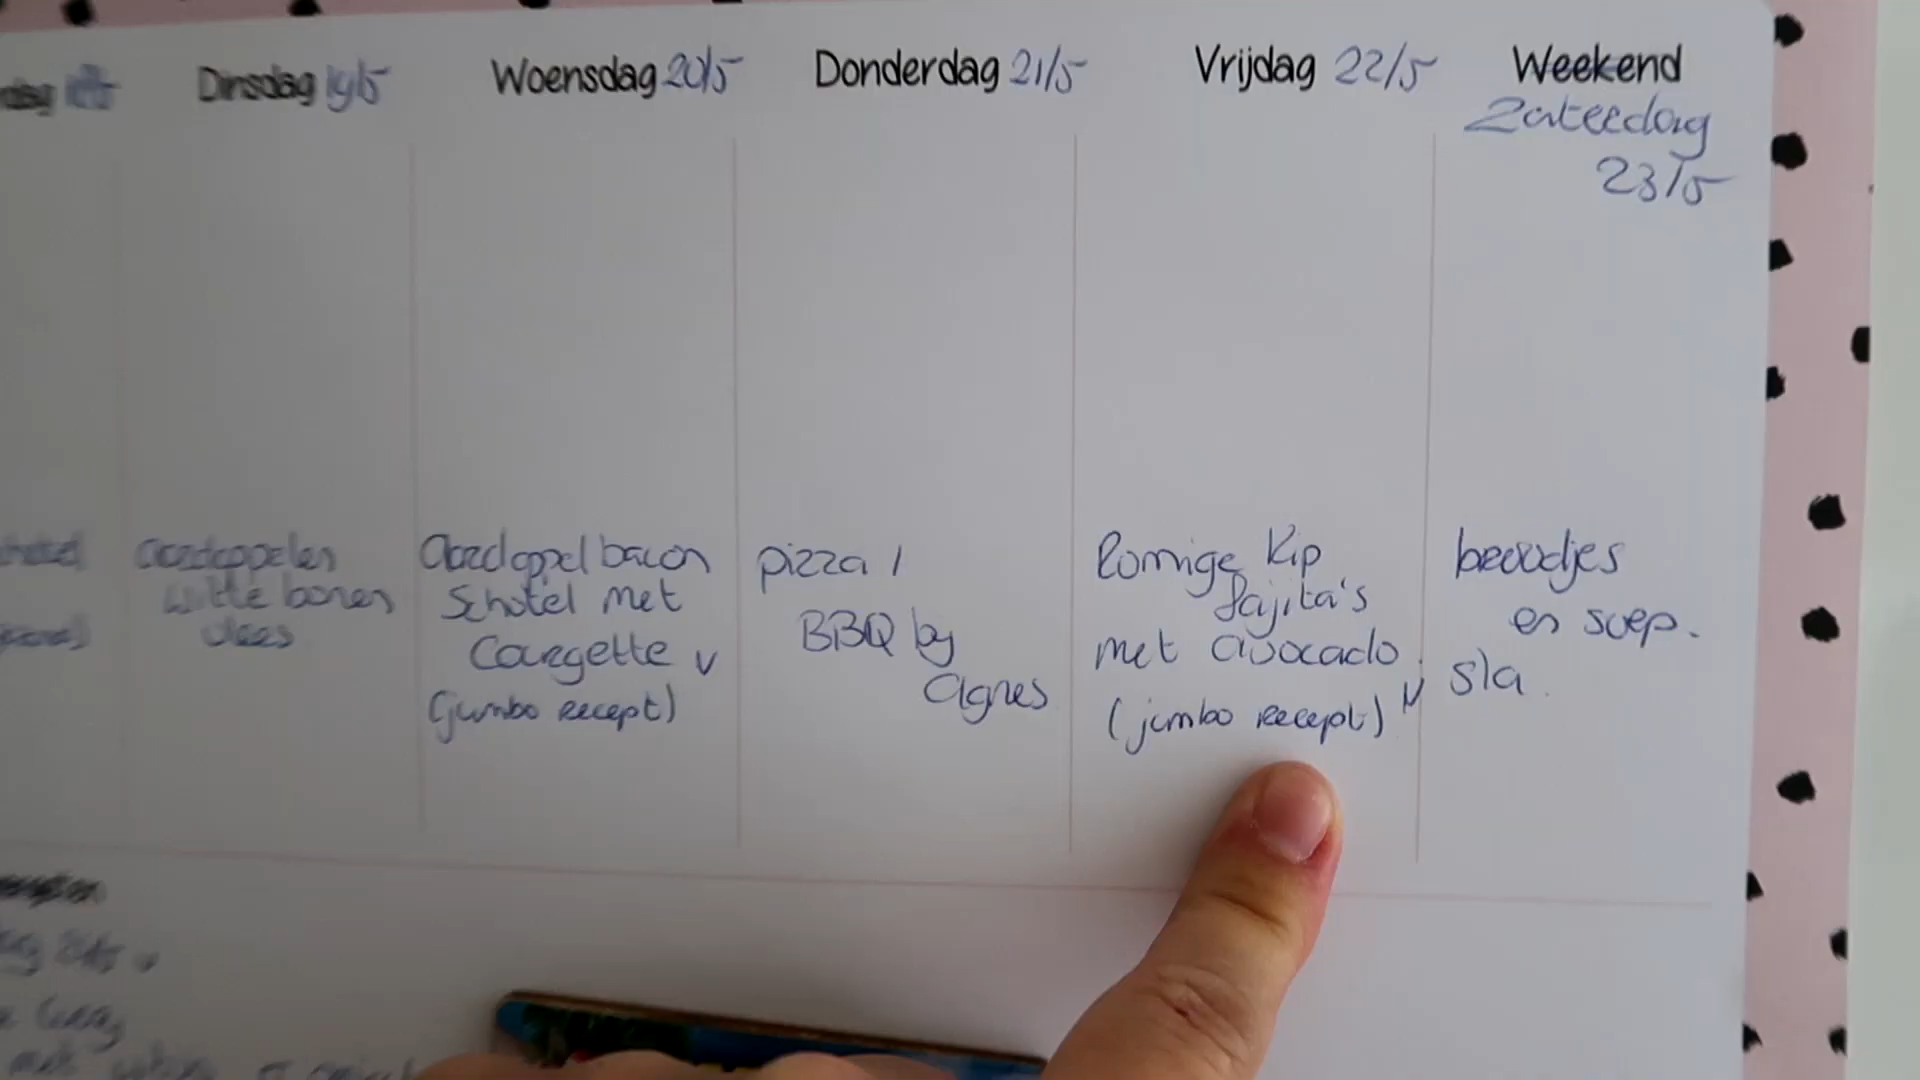 Dinsdag 19/5
Woensdag 20/5
Donderdag 21/5
Vrijdag 22/5
Weekend
Zaterdag
23/5
aardappelen
witte bonen
vlees
Aardappel bacon
Schotel met
Courgette v
(jumbo recept)
pizza /
BBQ by
Agnes
Romige kip
fajita's
met avocado
(jumbo recept) v
broodjes
en soep.
sla.